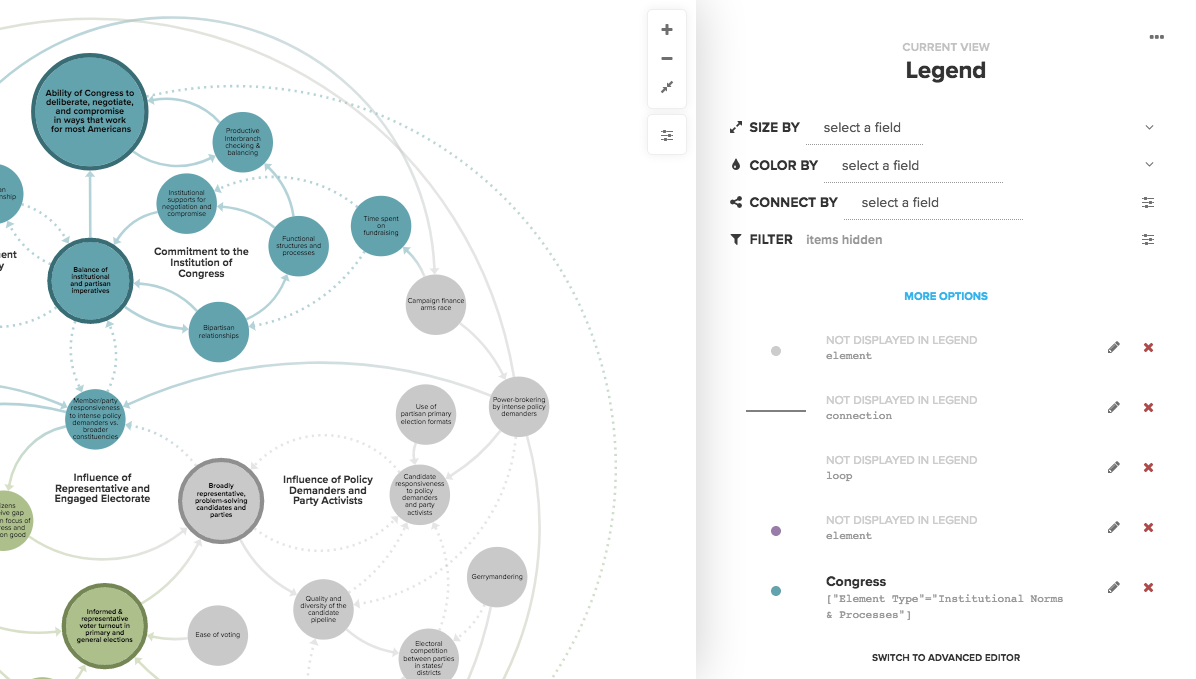 Ability of Congress to
deliberate, negotiate,
and compromise
in ways that work
for most Americans
Productive
Interbranch
checking &
balancing
Institutional
supports for
negotiation and
compromise
Time spent
on
fundraising
Functional
structures and
processes
Commitment to the
Institution of
Congress
Balance of
institutional
and partisan
imperatives
Bipartisan
relationships
Campaign finance
arms race
Member/party
responsiveness
to intense policy
demanders vs.
broader
constituencies
Use of
partisan primary
election formats
Power-brokering
by intense policy
demanders
Influence of
Representative and
Engaged Electorate
Broadly
representative,
problem-solving
candidates and
parties
Influence of Policy
Demanders and
Party Activists
Candidate
responsiveness
to policy
demanders
and party
activists
Gerrymandering
Informed &
representative
voter turnout in
primary and
general elections
Ease of voting
Quality and
diversity of the
candidate
pipeline
Electoral
competition
between parties
in states/
districts
CURRENT VIEW
Legend
SIZE BY select a field
COLOR BY select a field
CONNECT BY select a field
FILTER items hidden
MORE OPTIONS
NOT DISPLAYED IN LEGEND
element
NOT DISPLAYED IN LEGEND
connection
NOT DISPLAYED IN LEGEND
loop
NOT DISPLAYED IN LEGEND
element
Congress
["Element Type"="Institutional Norms
& Processes"]
SWITCH TO ADVANCED EDITOR